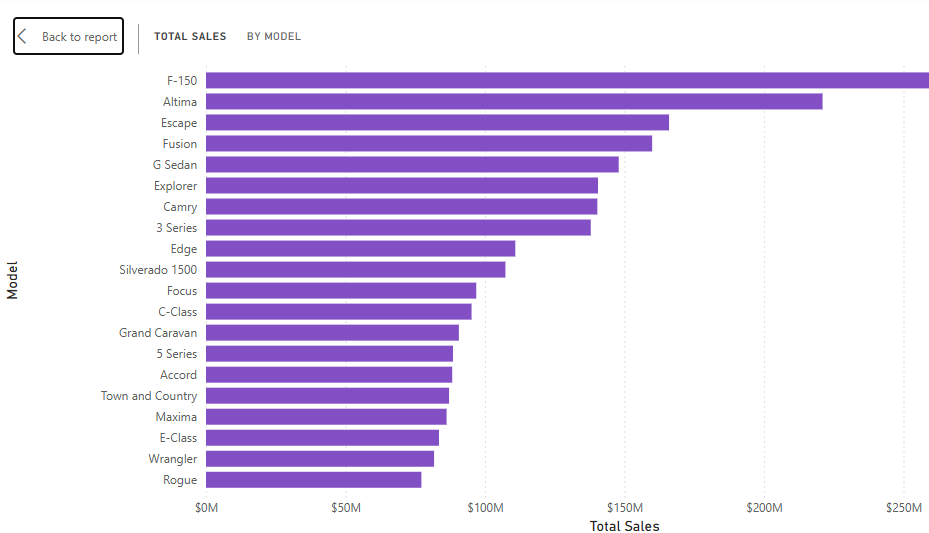 Back to report
TOTAL SALES BY MODEL
F-150
Altima
Escape
Fusion
G Sedan
Explorer
Camry
3 Series
Edge
Silverado 1500
Focus
C-Class
Grand Caravan
5 Series
Accord
Town and Country
Maxima
E-Class
Wrangler
Rogue
Model
$0M $50M $100M $150M $200M $250M
Total Sales